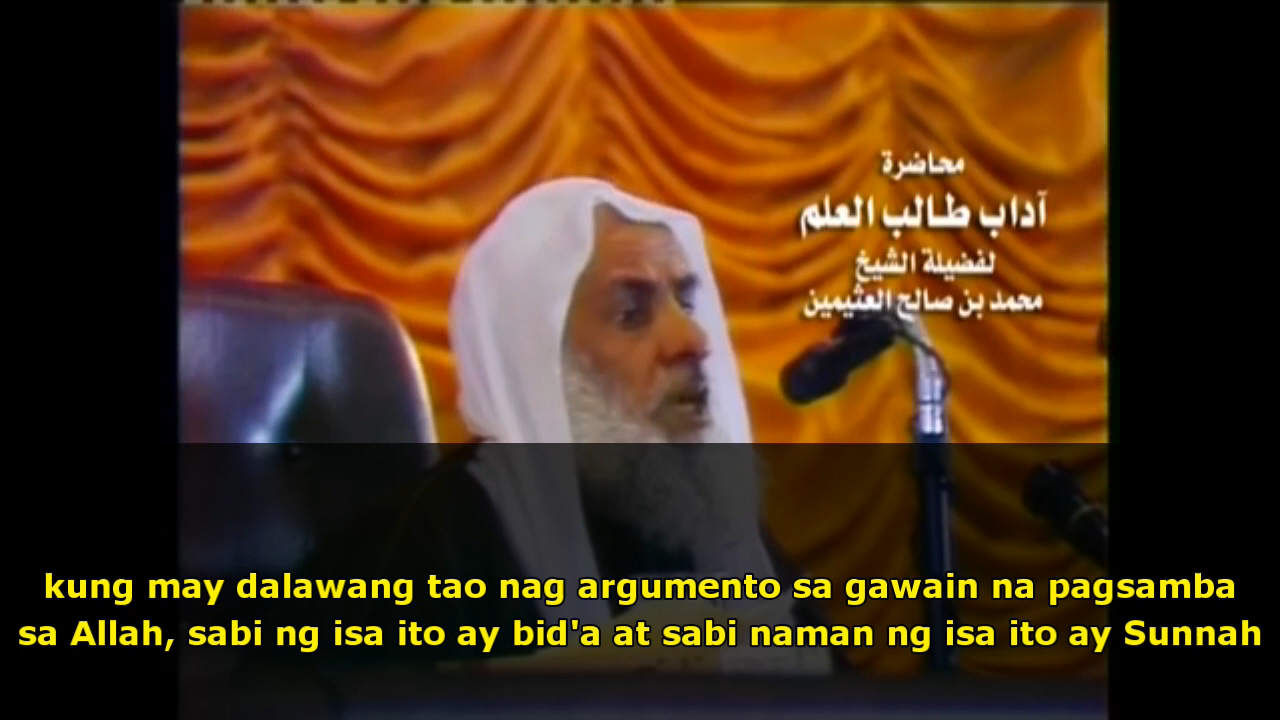 محاضرة
آداب طالب العلم
لفضيلة الشيخ
محمد بن صالح العثيمين
kung may dalawang tao nag argumento sa gawain na pagsamba
sa Allah, sabi ng isa ito ay bid'a at sabi naman ng isa ito ay Sunnah